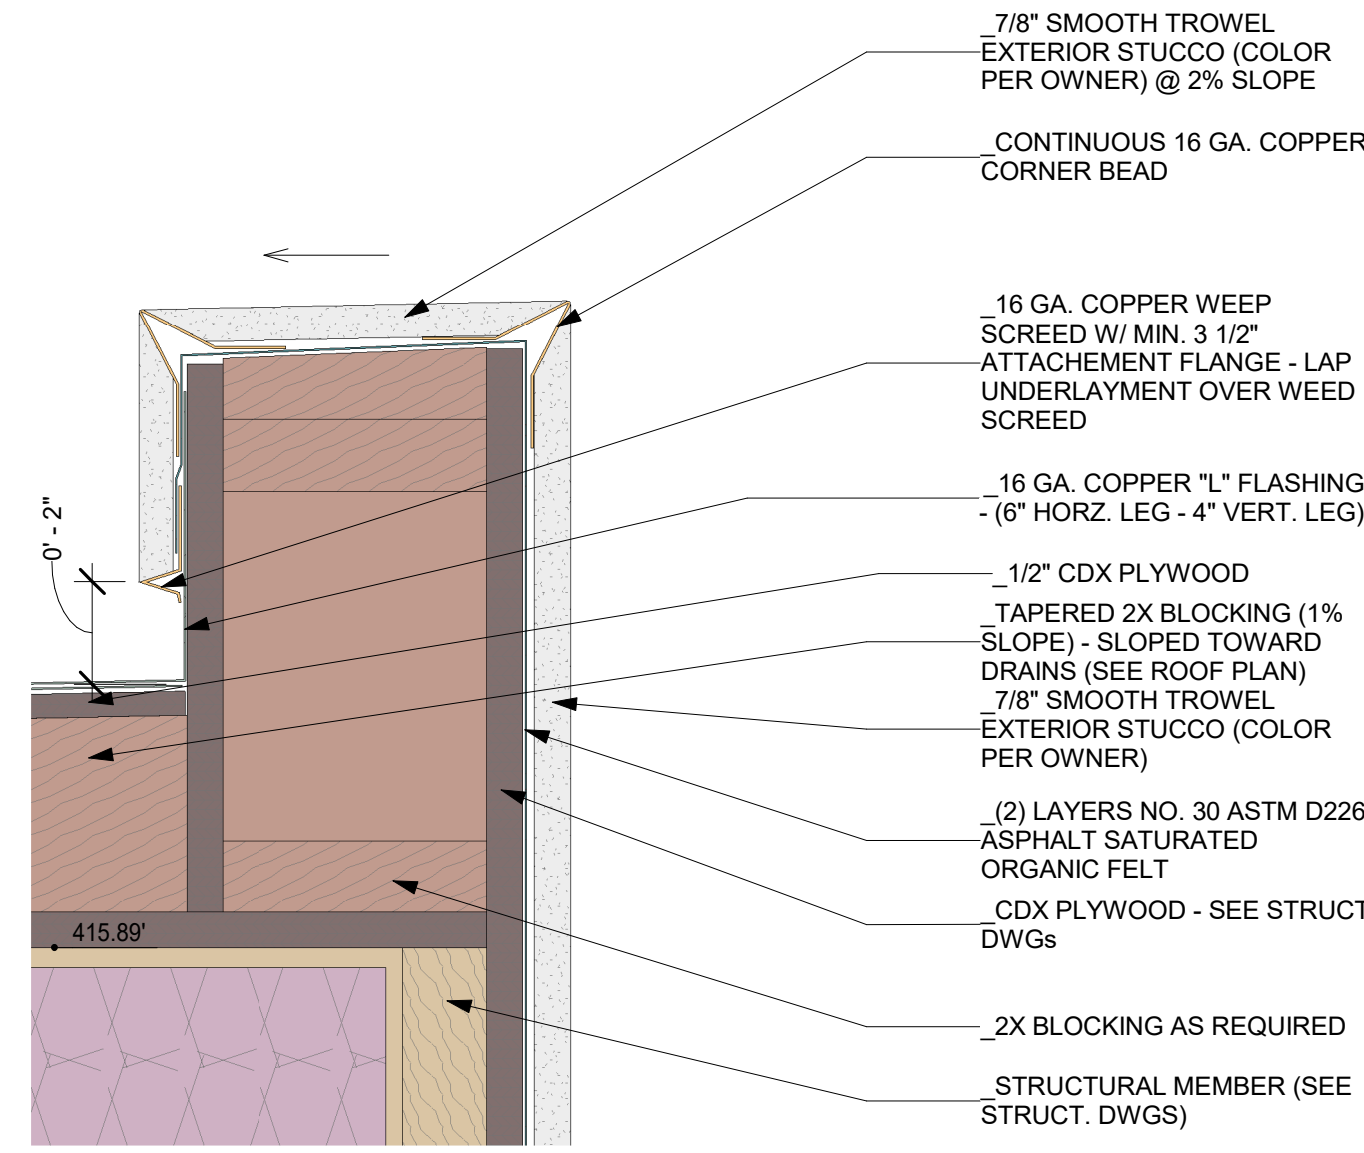 _7/8" SMOOTH TROWEL
EXTERIOR STUCCO (COLOR
PER OWNER) @ 2% SLOPE
_CONTINUOUS 16 GA. COPPER
CORNER BEAD
_16 GA. COPPER WEEP
SCREED W/ MIN. 3 1/2"
ATTACHEMENT FLANGE - LAP
UNDERLAYMENT OVER WEED
SCREED
_16 GA. COPPER "L" FLASHING
- (6" HORZ. LEG - 4" VERT. LEG)
0' - 2"
_1/2" CDX PLYWOOD
_TAPERED 2X BLOCKING (1%
SLOPE) - SLOPED TOWARD
DRAINS (SEE ROOF PLAN)
_7/8" SMOOTH TROWEL
EXTERIOR STUCCO (COLOR
PER OWNER)
_(2) LAYERS NO. 30 ASTM D226
ASPHALT SATURATED
ORGANIC FELT
_CDX PLYWOOD - SEE STRUCT
DWGs
415.89'
_2X BLOCKING AS REQUIRED
_STRUCTURAL MEMBER (SEE
STRUCT. DWGS)